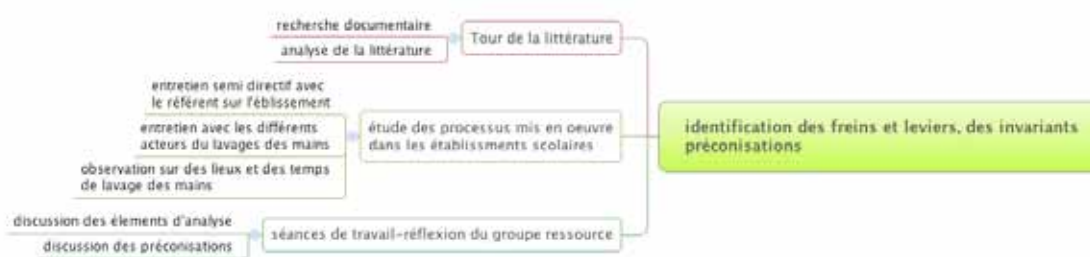 recherche documentaire
analyse de la littérature
Tour de la littérature
entretien semi directif avec
le référent sur l'éblissement
entretien avec les différents
acteurs du lavages des mains
observation sur des lieux et des temps
de lavage des mains
étude des processus mis en oeuvre
dans les établissments scolaires
discussion des élements d'analyse
discussion des préconisations
séances de travail-réflexion du groupe ressource
identification des freins et leviers, des invariants
préconisations